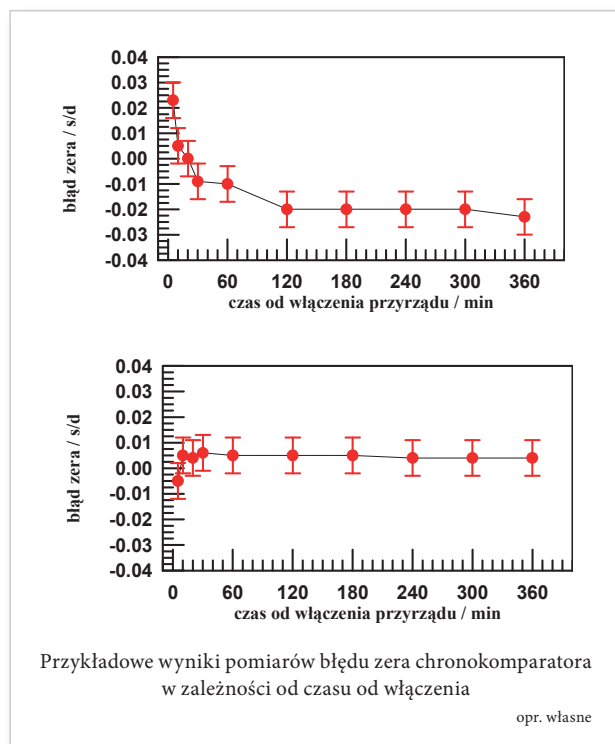 0.04
0.03
0.02
0.01
0.00
-0.01
-0.02
-0.03
-0.04
błąd zera / s/d
0 60 120 180 240 300 360
czas od włączenia przyrządu / min
0.04
0.03
0.02
0.01
0.00
-0.01
-0.02
-0.03
-0.04
błąd zera / s/d
0 60 120 180 240 300 360
czas od włączenia przyrządu / min
Przykładowe wyniki pomiarów błędu zera chronokomparatora
w zależności od czasu od włączenia
opr. własne